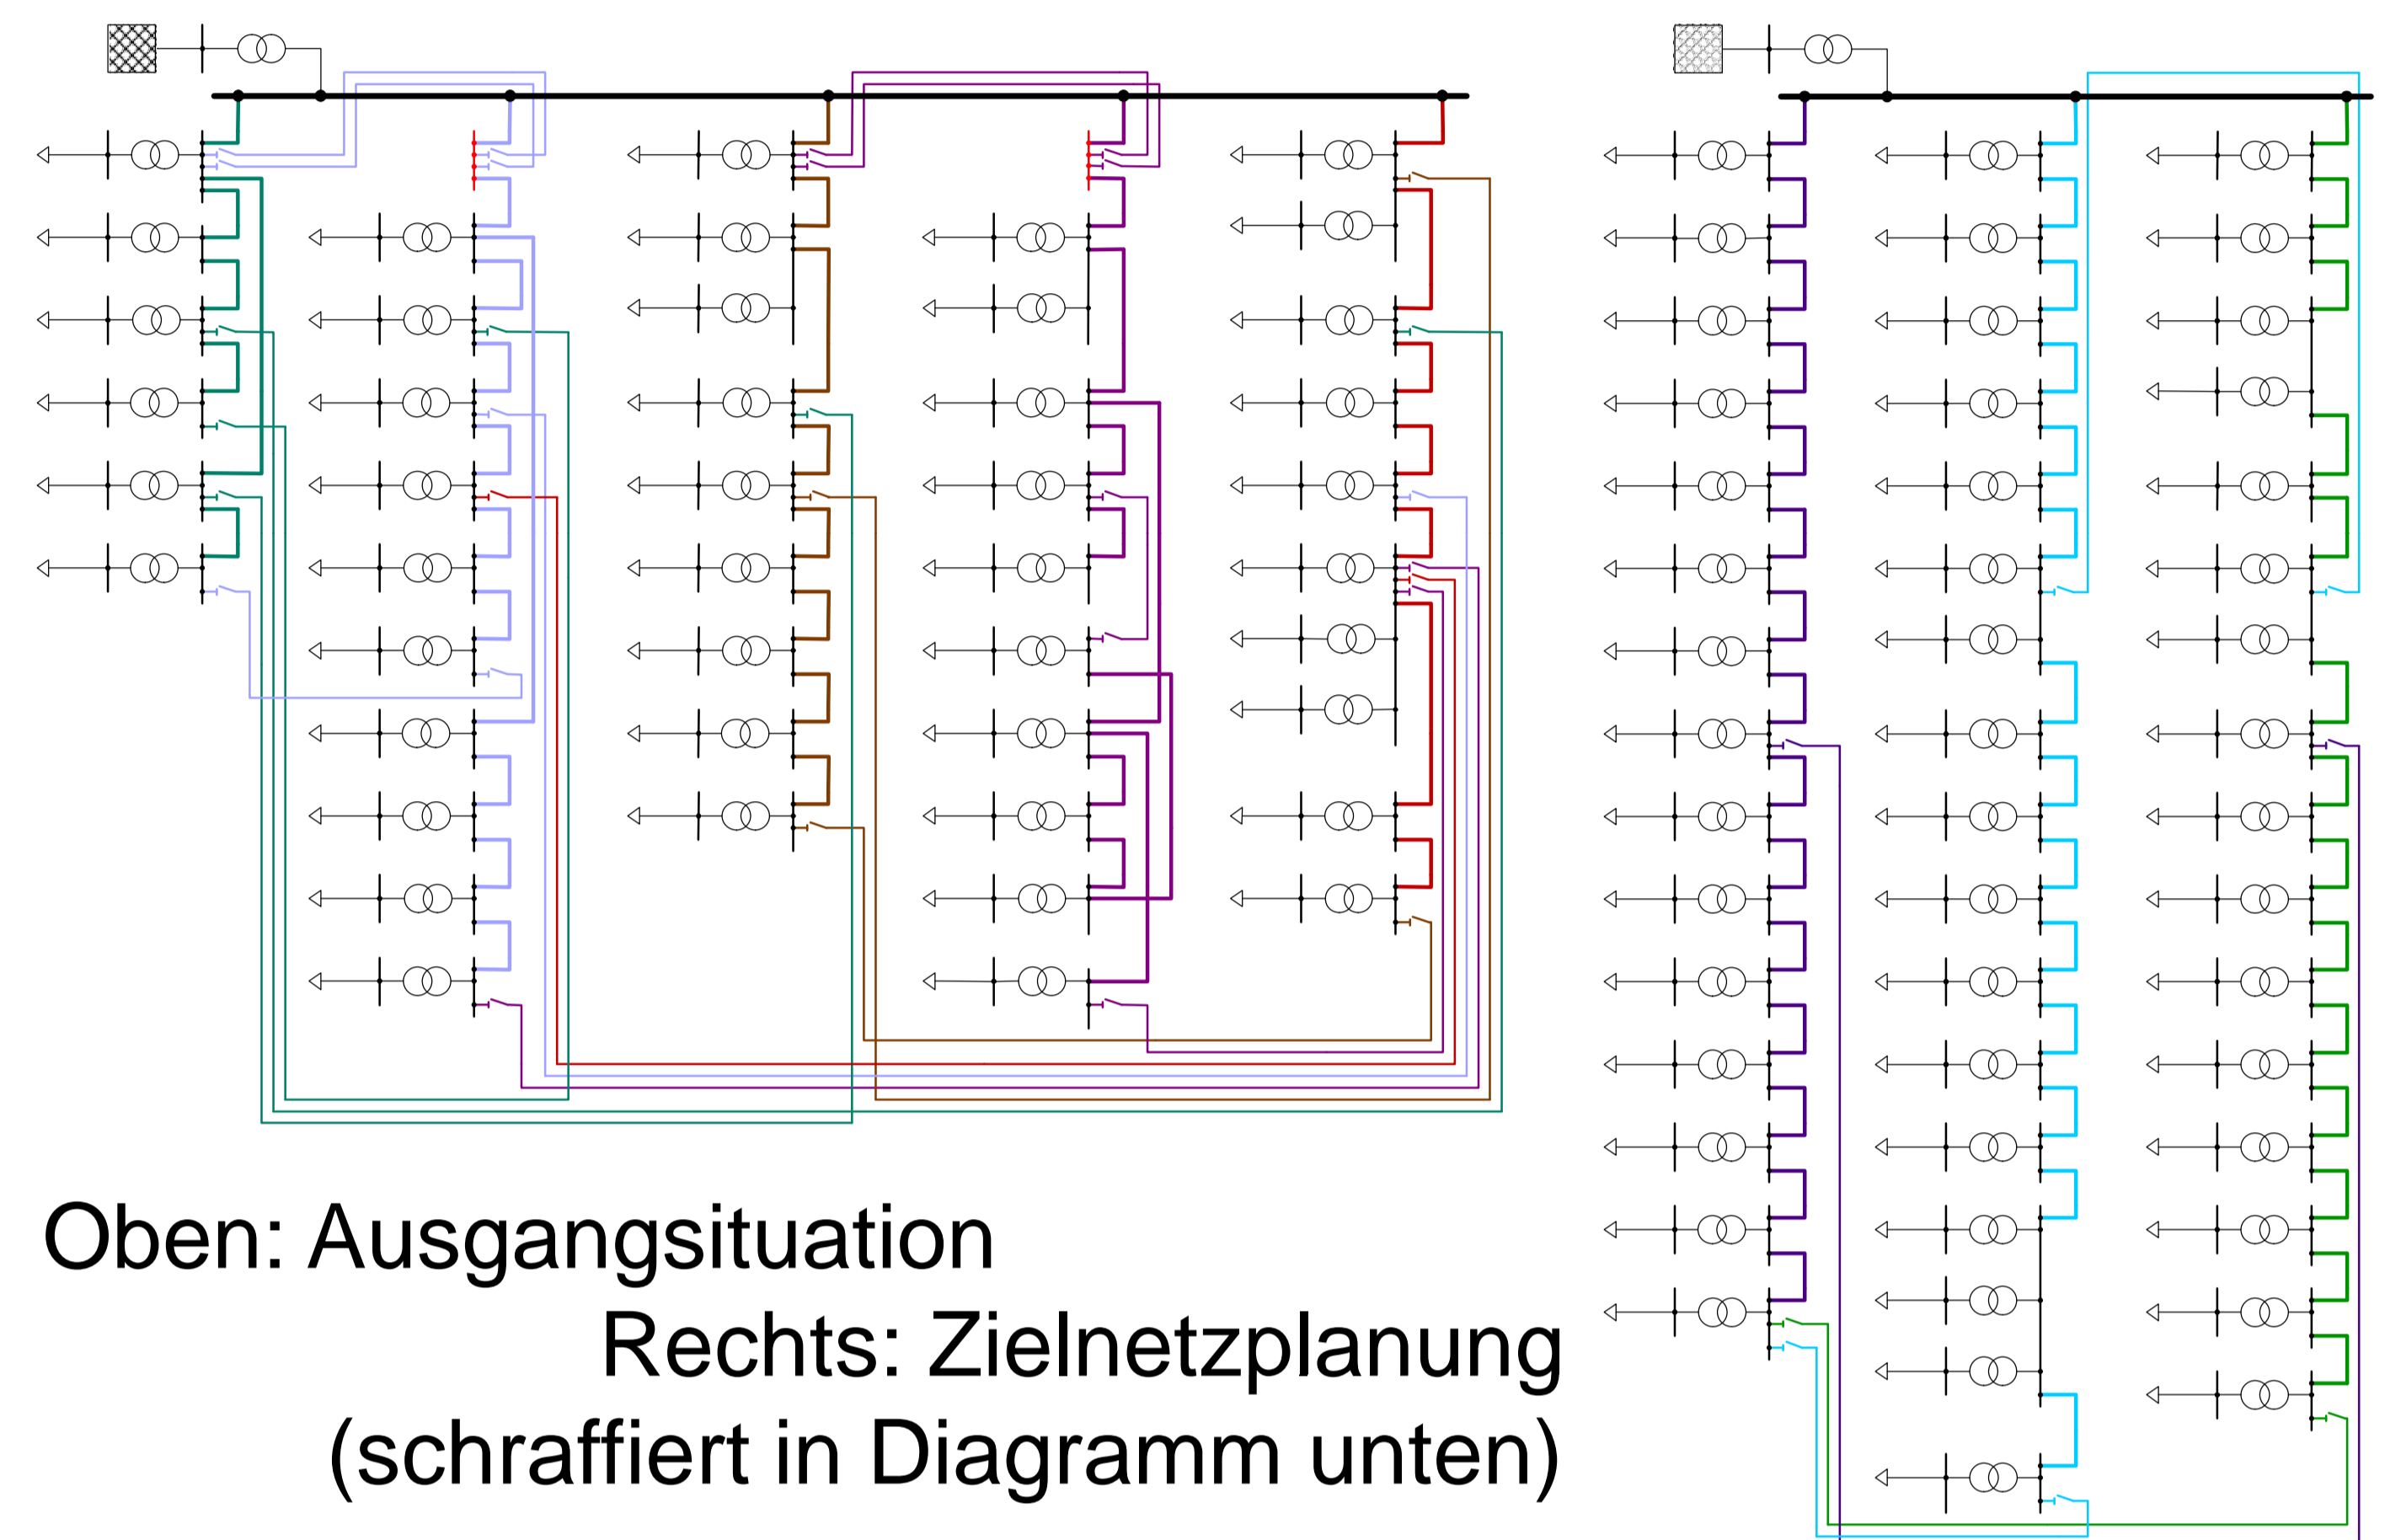 Oben: Ausgangsituation
Rechts: Zielnetzplanung
(schraffiert in Diagramm unten)